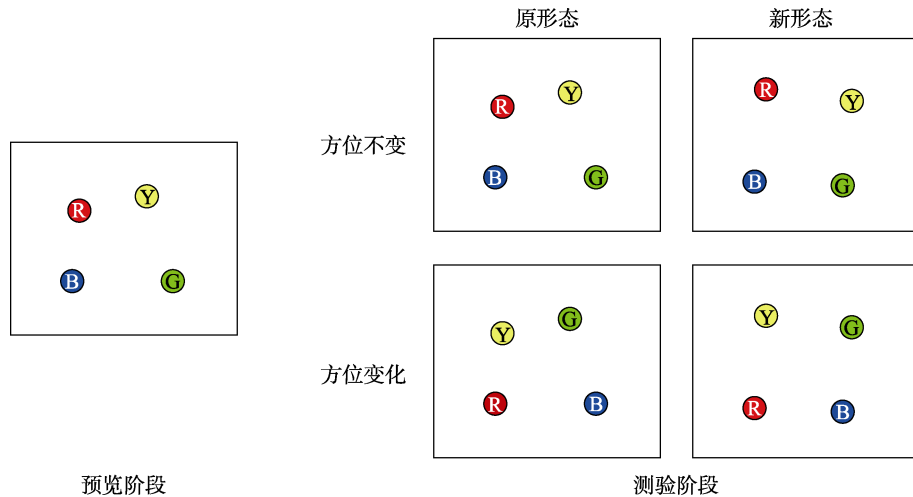 原形态 新形态
方位不变
R Y R Y
B G B G
R Y
B G
方位变化
Y G Y G
R B R B
预览阶段 测验阶段